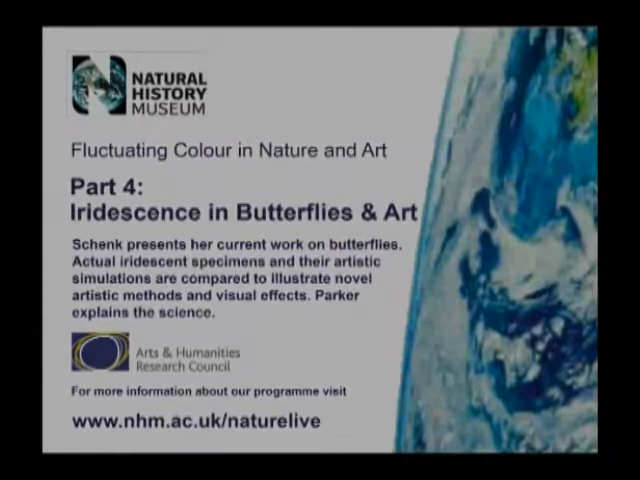 NATURAL
HISTORY
MUSEUM
Fluctuating Colour in Nature and Art
Part 4:
Iridescence in Butterflies & Art
Schenk presents her current work on butterflies.
Actual iridescent specimens and their artistic
simulations are compared to illustrate novel
artistic methods and visual effects. Parker
explains the science.
Arts & Humanities
Research Council
For more information about our programme visit
www.nhm.ac.uk/naturelive